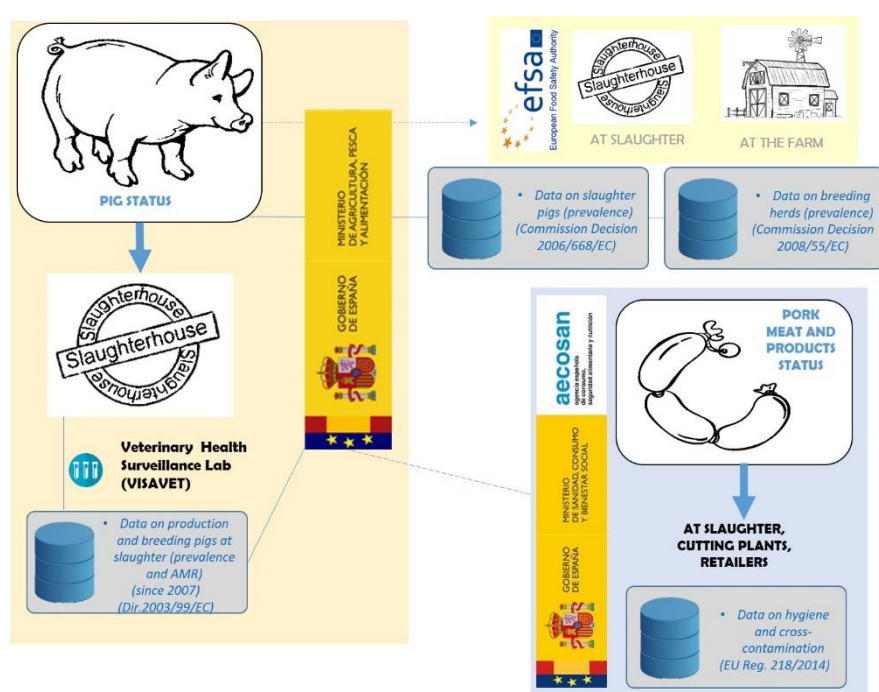 PIG STATUS
Slaughterhouse
Slaughterhouse
Slaughterhouse
Veterinary Health
Surveillance Lab
(VISAVET)
• Data on production
and breeding pigs at
slaughter (prevalence
and AMR)
(since 2007)
(Dir.2003/99/EC)
MINISTERIO
DE AGRICULTURA, PESCA
Y ALIMENTACIÓN
GOBIERNO
DE ESPAÑA
efsa
European Food Safety Authority
Slaughterhouse
Slaughterhouse
Slaughterhouse
AT SLAUGHTER
AT THE FARM
• Data on slaughter
pigs (prevalence)
(Commission Decision
2006/668/EC)
• Data on breeding
herds (prevalence)
(Commission Decision
2008/55/EC)
aecosan
agencia española
de consumo,
seguridad alimentaria y nutrición
MINISTERIO
DE SANIDAD, CONSUMO
Y BIENESTAR SOCIAL
GOBIERNO
DE ESPAÑA
PORK
MEAT AND
PRODUCTS
STATUS
AT SLAUGHTER,
CUTTING PLANTS,
RETAILERS
• Data on hygiene
and cross-
contamination
(EU Reg. 218/2014)